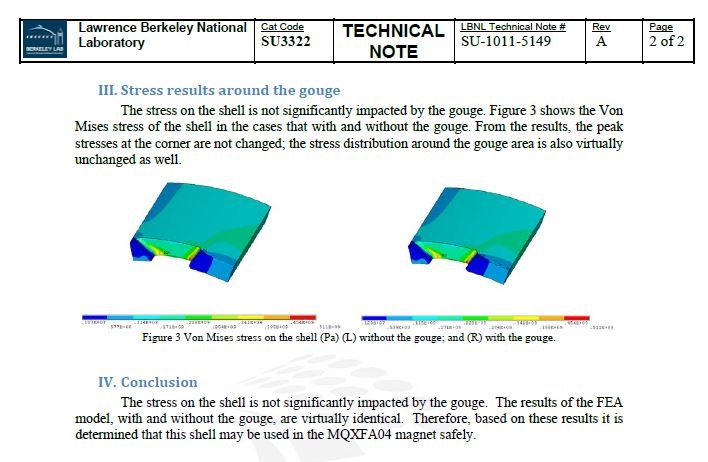 Lawrence Berkeley National Laboratory
Cat Code
SU3322
TECHNICAL NOTE
LBNL Technical Note #
SU-1011-5149
Rev
A
Page
2 of 2
BERKELEY LAB
III. Stress results around the gouge
The stress on the shell is not significantly impacted by the gouge. Figure 3 shows the Von
Mises stress of the shell in the cases that with and without the gouge. From the results, the peak
stresses at the corner are not changed; the stress distribution around the gouge area is also virtually
unchanged as well.
Figure 3 Von Mises stress on the shell (Pa) (L) without the gouge; and (R) with the gouge.
IV. Conclusion
The stress on the shell is not significantly impacted by the gouge. The results of the FEA
model, with and without the gouge, are virtually identical. Therefore, based on these results it is
determined that this shell may be used in the MQXFA04 magnet safely.